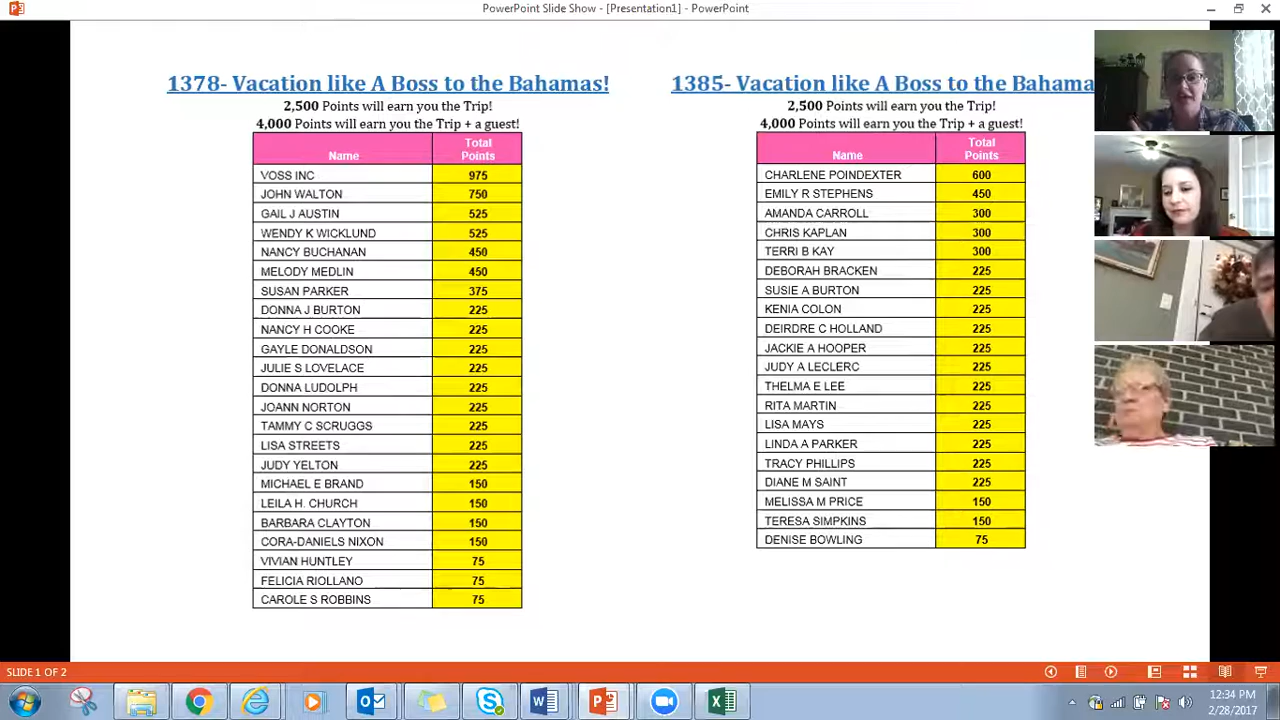 PowerPoint Slide Show - [Presentation1] - PowerPoint
1378- Vacation like A Boss to the Bahamas!
2,500 Points will earn you the Trip!
4,000 Points will earn you the Trip + a guest!
Name Total Points
VOSS INC 975
JOHN WALTON 750
GAIL J AUSTIN 525
WENDY K WICKLUND 525
NANCY BUCHANAN 450
MELODY MEDLIN 450
SUSAN PARKER 375
DONNA J BURTON 225
NANCY H COOKE 225
GAYLE DONALDSON 225
JULIE S LOVELACE 225
DONNA LUDOLPH 225
JOANN NORTON 225
TAMMY C SCRUGGS 225
LISA STREETS 225
JUDY YELTON 225
MICHAEL E BRAND 150
LEILA H. CHURCH 150
BARBARA CLAYTON 150
CORA-DANIELS NIXON 150
VIVIAN HUNTLEY 75
FELICIA RIOLLANO 75
CAROLE S ROBBINS 75
1385- Vacation like A Boss to the Bahama
2,500 Points will earn you the Trip!
4,000 Points will earn you the Trip + a guest!
Name Total Points
CHARLENE POINDEXTER 600
EMILY R STEPHENS 450
AMANDA CARROLL 300
CHRIS KAPLAN 300
TERRI B KAY 300
DEBORAH BRACKEN 225
SUSIE A BURTON 225
KENIA COLON 225
DEIRDRE C HOLLAND 225
JACKIE A HOOPER 225
JUDY A LECLERC 225
THELMA E LEE 225
RITA MARTIN 225
LISA MAYS 225
LINDA A PARKER 225
TRACY PHILLIPS 225
DIANE M SAINT 225
MELISSA M PRICE 150
TERESA SIMPKINS 150
DENISE BOWLING 75
SLIDE 1 OF 2
12:34 PM
2/28/2017